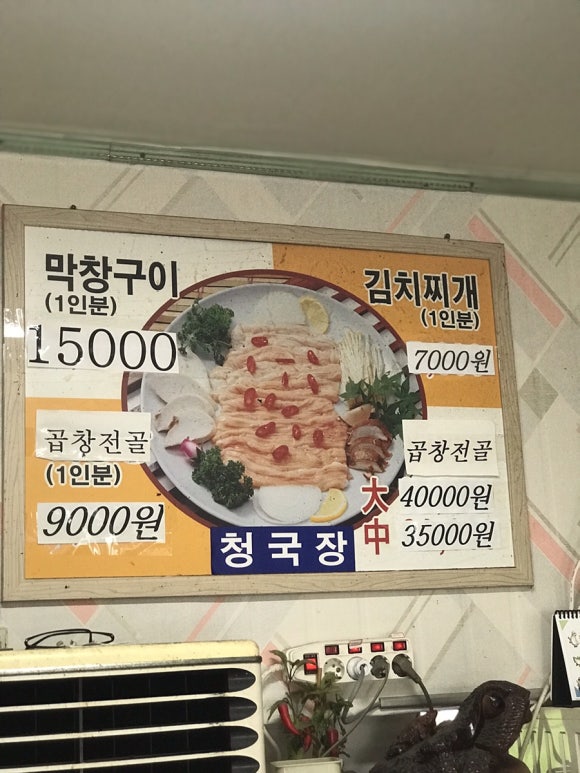 막창구이
(1인분)
15000
곱창전골
(1인분)
9000원
김치찌개
(1인분)
7000원
곱창전골
大 40000원
中 35000원
청국장